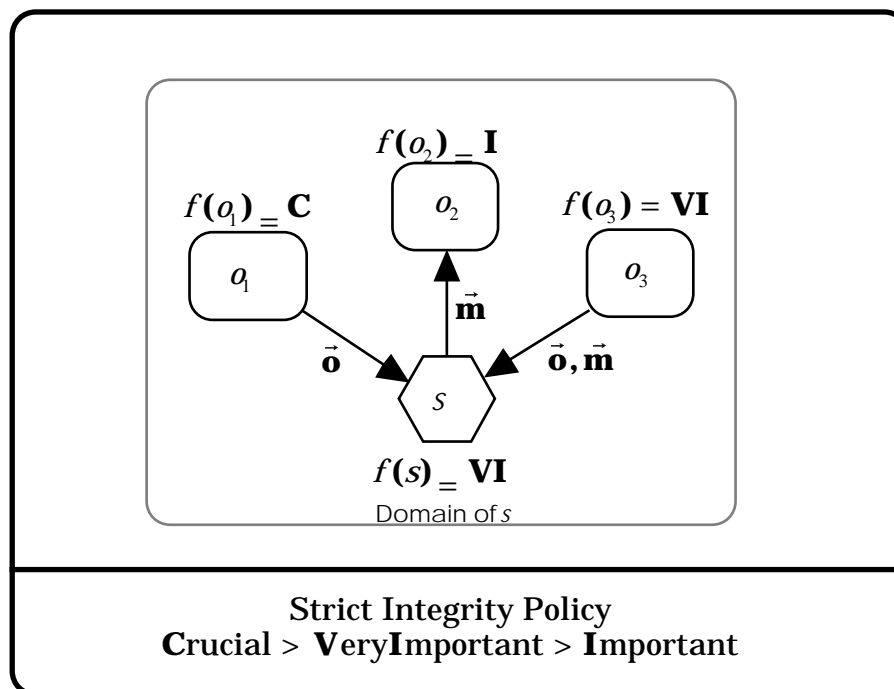 f(o₂) = I
f(o₁) = C
o₂
f(o₃) = VI
o₁
o₃
m⃗
o⃗
o⃗, m⃗
s
f(s) = VI
Domain of s
Strict Integrity Policy
Crucial > VeryImportant > Important